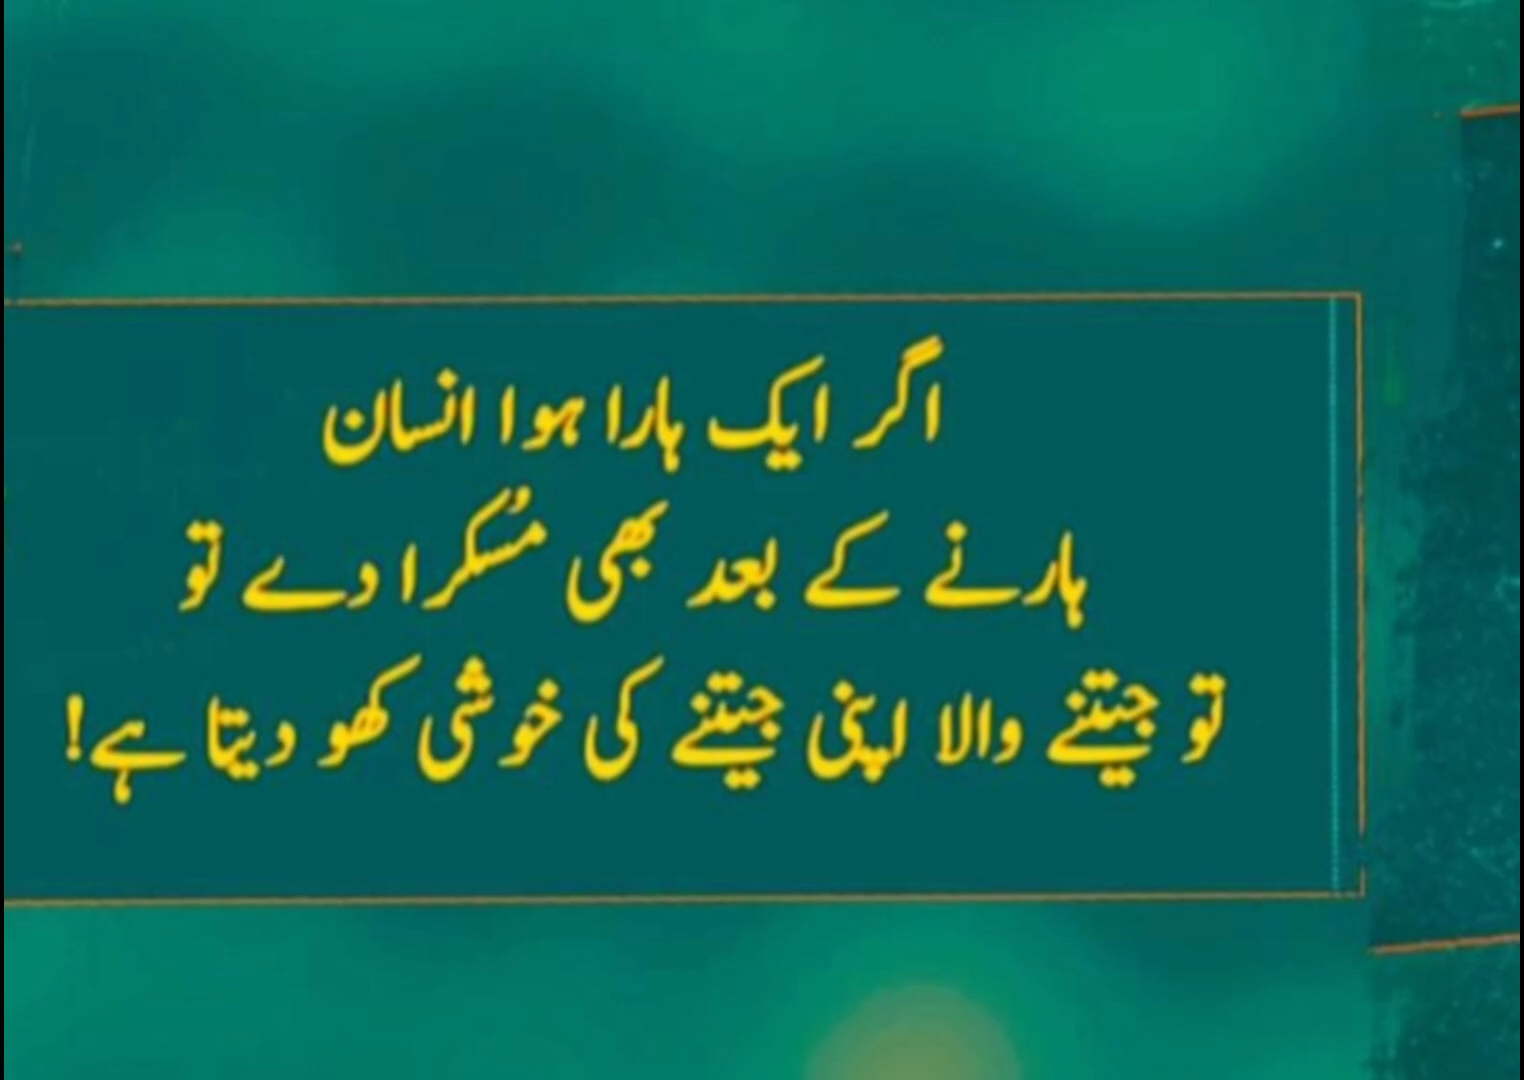 اگر ایک ہارا ہوا انسان
ہارنے کے بعد بھی مُسکرا دے تو
تو جیتنے والا اپنی جیتنے کی خوشی کھو دیتا ہے!